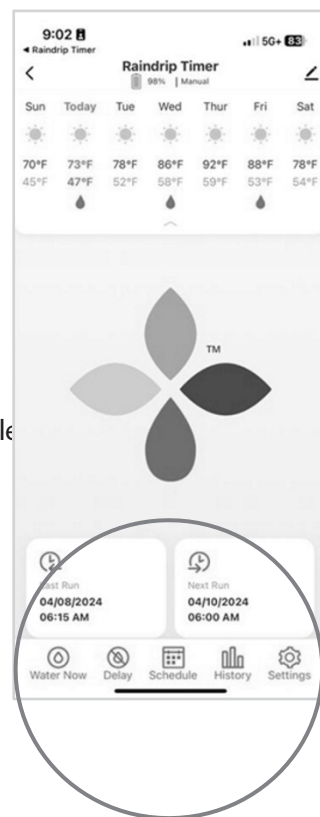 9:02
Raindrip Timer
5G+ 83
Raindrip Timer
98% | Manual
Sun Today Tue Wed Thur Fri Sat
70°F 73°F 78°F 86°F 92°F 88°F 78°F
45°F 47°F 52°F 58°F 59°F 53°F 54°F
TM
le
Last Run Next Run
04/08/2024 04/10/2024
06:15 AM 06:00 AM
Water Now Delay Schedule History Settings